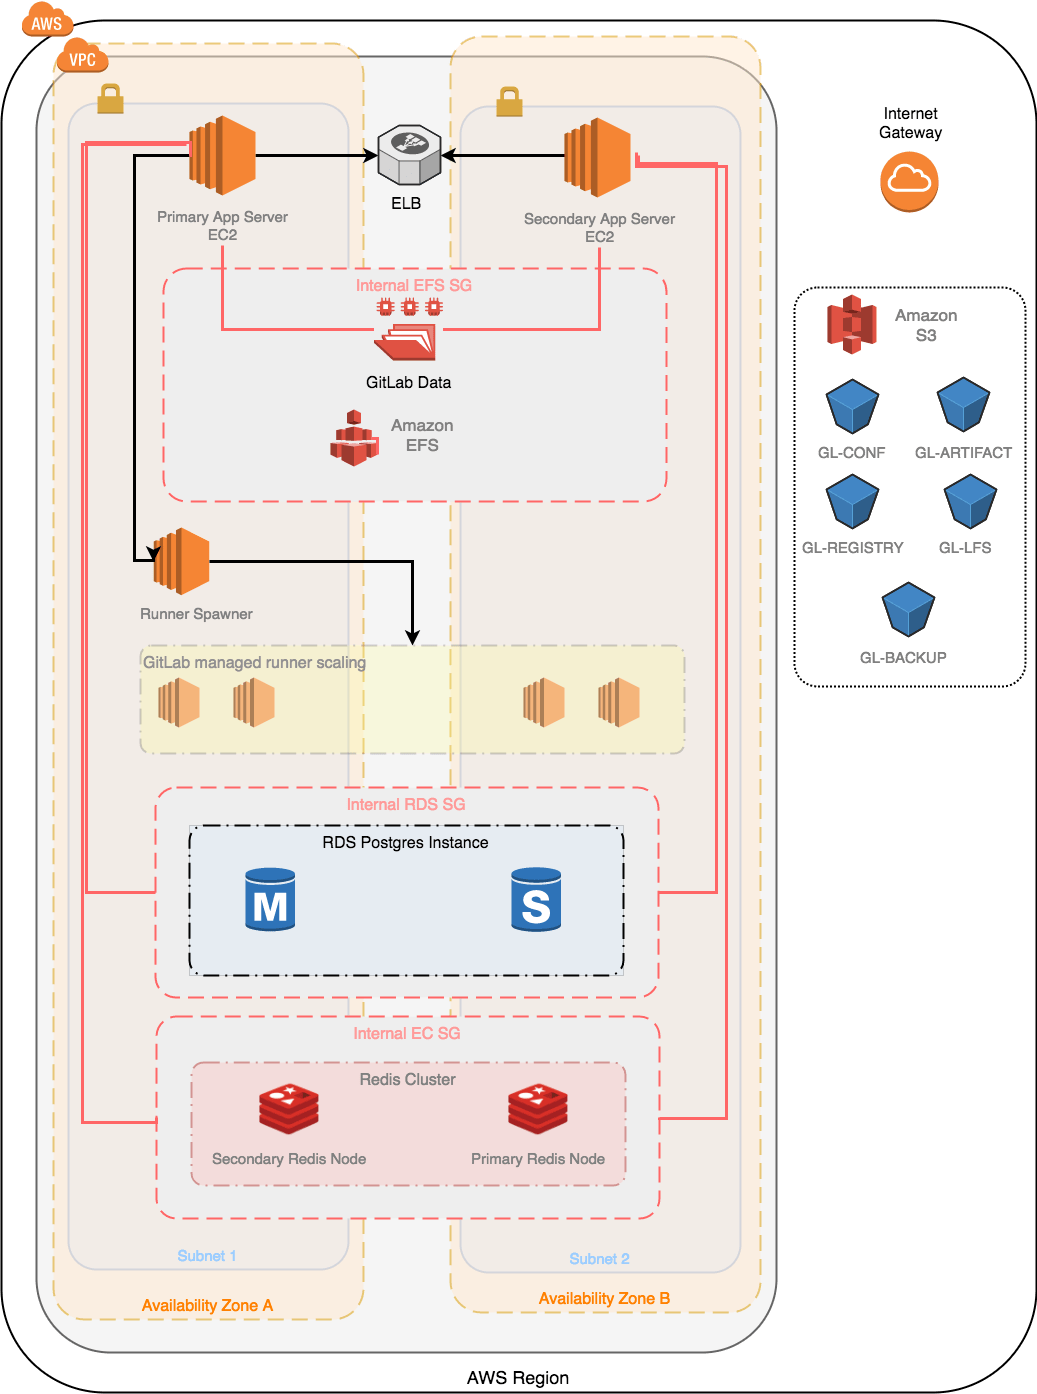 AWS
VPC
Internet
Gateway
ELB
Primary App Server
EC2
Secondary App Server
EC2
Internal EFS SG
GitLab Data
Amazon
EFS
Amazon
S3
GL-CONF
GL-ARTIFACT
GL-REGISTRY
GL-LFS
GL-BACKUP
Runner Spawner
GitLab managed runner scaling
Internal RDS SG
RDS Postgres Instance
M
S
Internal EC SG
Redis Cluster
Secondary Redis Node
Primary Redis Node
Subnet 1
Subnet 2
Availability Zone A
Availability Zone B
AWS Region